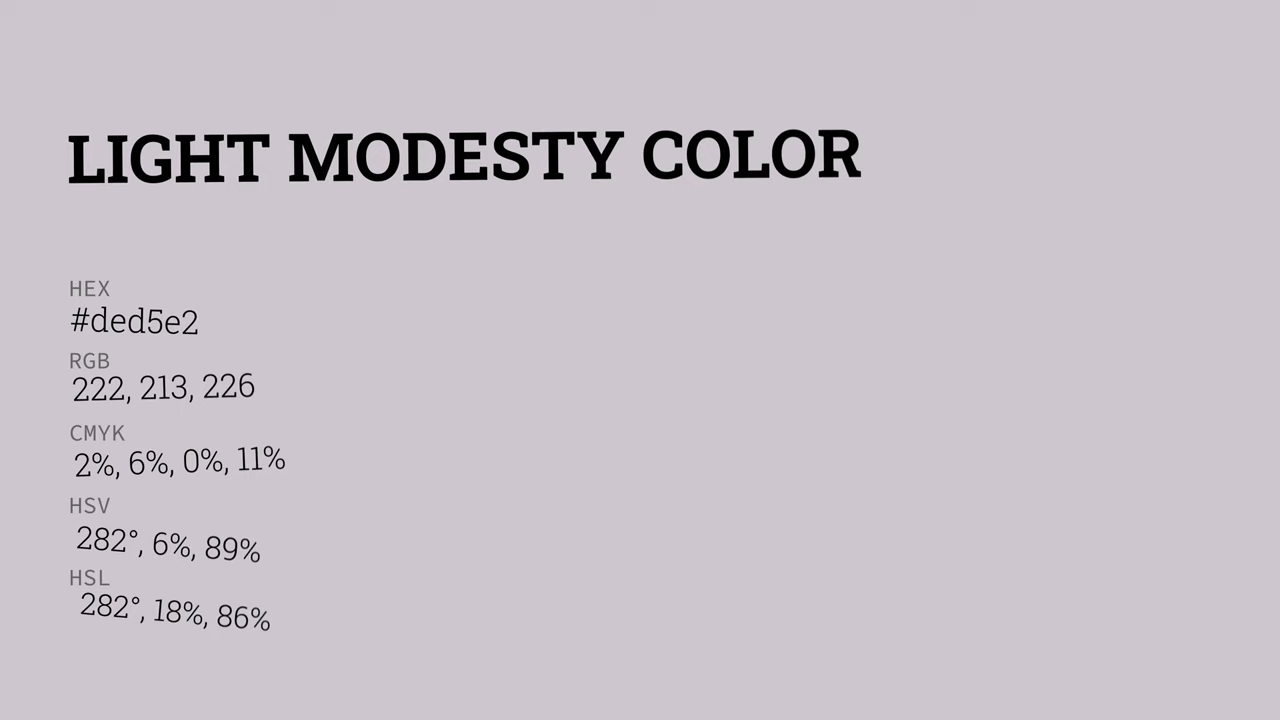 LIGHT MODESTY COLOR
HEX
#ded5e2
RGB
222, 213, 226
CMYK
2%, 6%, 0%, 11%
HSV
282°, 6%, 89%
HSL
282°, 18%, 86%